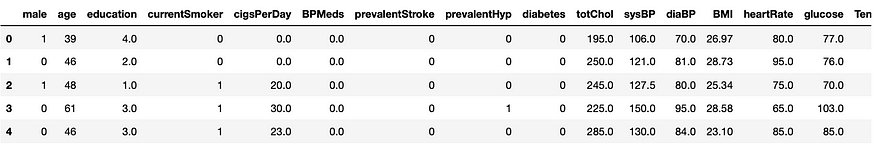 male age education currentSmoker cigsPerDay BPMeds prevalentStroke prevalentHyp diabetes totChol sysBP diaBP BMI heartRate glucose Ten
0 1 39 4.0 0 0.0 0.0 0 0 0 195.0 106.0 70.0 26.97 80.0 77.0
1 0 46 2.0 0 0.0 0.0 0 0 0 250.0 121.0 81.0 28.73 95.0 76.0
2 1 48 1.0 1 20.0 0.0 0 0 0 245.0 127.5 80.0 25.34 75.0 70.0
3 0 61 3.0 1 30.0 0.0 0 1 0 225.0 150.0 95.0 28.58 65.0 103.0
4 0 46 3.0 1 23.0 0.0 0 0 0 285.0 130.0 84.0 23.10 85.0 85.0